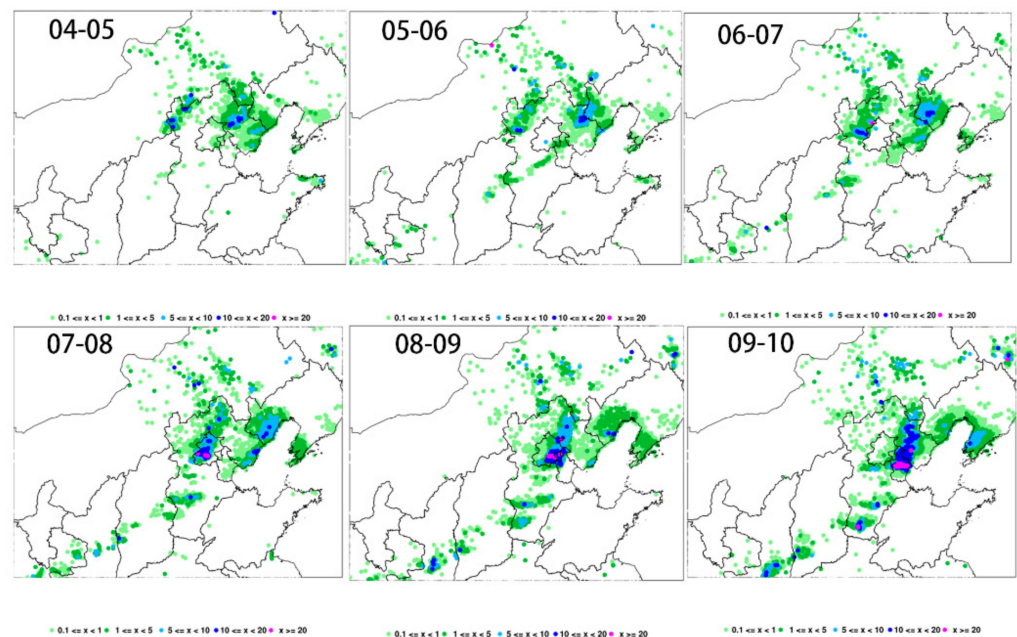 04-05
05-06
06-07
0.1 <= x < 1 1 <= x < 5 5 <= x < 10 10 <= x < 20 x >= 20
0.1 <= x < 1 1 <= x < 5 5 <= x < 10 10 <= x < 20 x >= 20
0.1 <= x < 1 1 <= x < 5 5 <= x < 10 10 <= x < 20 x >= 20
07-08
08-09
09-10
0.1 <= x < 1 1 <= x < 5 5 <= x < 10 10 <= x < 20 x >= 20
0.1 <= x < 1 1 <= x < 5 5 <= x < 10 10 <= x < 20 x >= 20
0.1 <= x < 1 1 <= x < 5 5 <= x < 10 10 <= x < 20 x >= 20